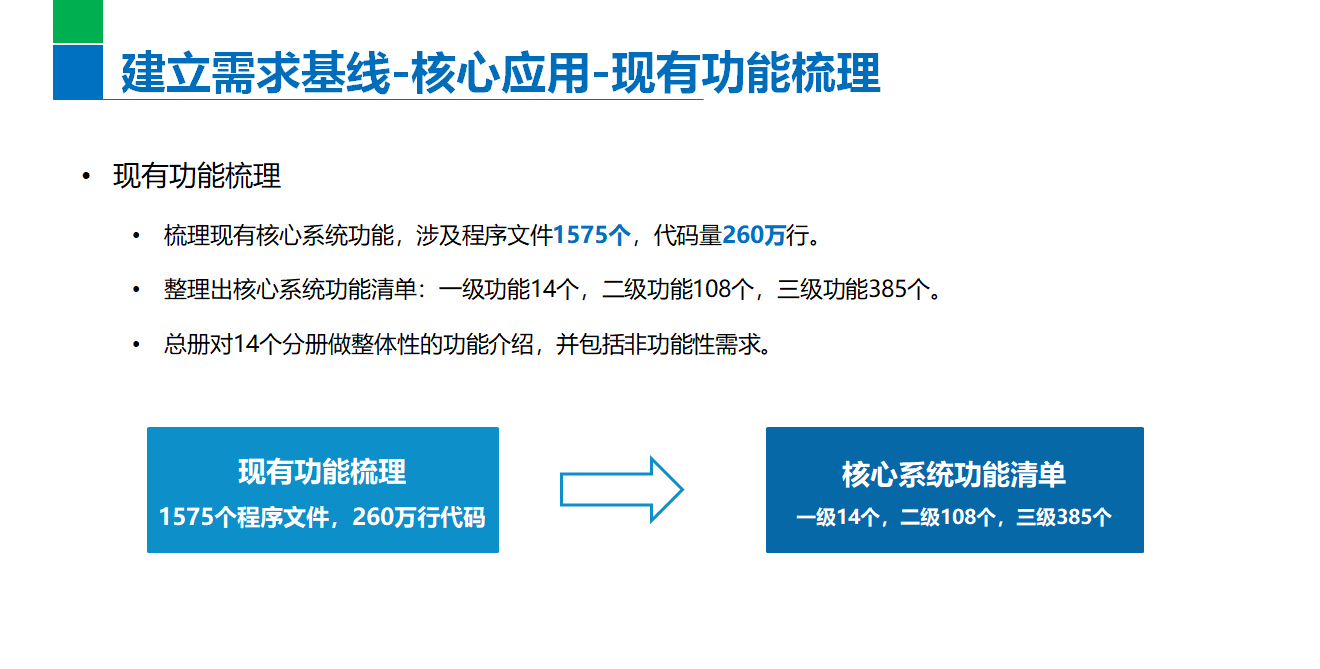 建立需求基线-核心应用-现有功能梳理
• 现有功能梳理
• 梳理现有核心系统功能，涉及程序文件1575个，代码量260万行。
• 整理出核心系统功能清单：一级功能14个，二级功能108个，三级功能385个。
• 总册对14个分册做整体性的功能介绍，并包括非功能性需求。
现有功能梳理
1575个程序文件，260万行代码
核心系统功能清单
一级14个，二级108个，三级385个